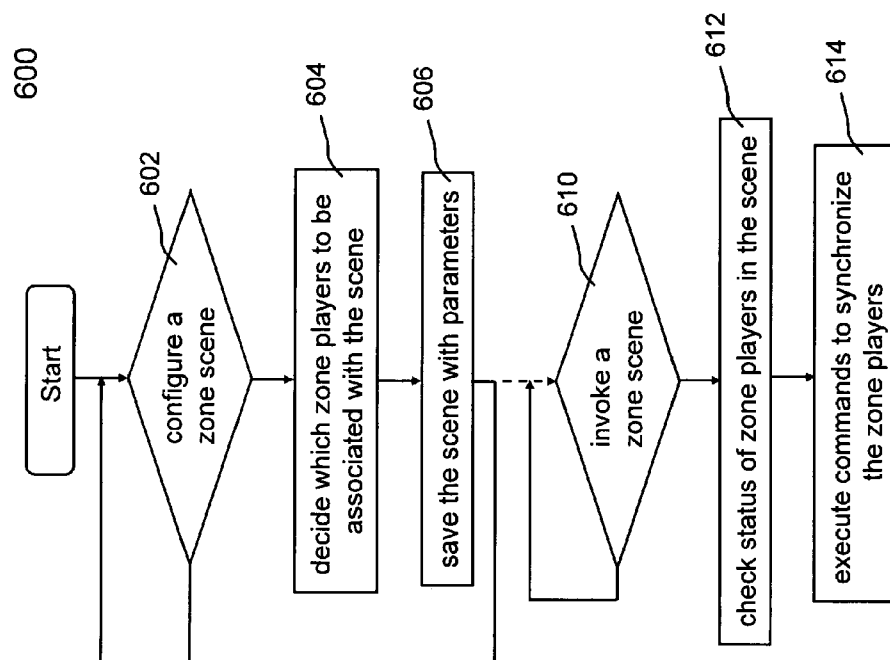 600
Start
602
configure a
zone scene
604
decide which zone players to be
associated with the scene
606
save the scene with parameters
610
invoke a
zone scene
612
check status of zone players in the scene
614
execute commands to synchronize
the zone players